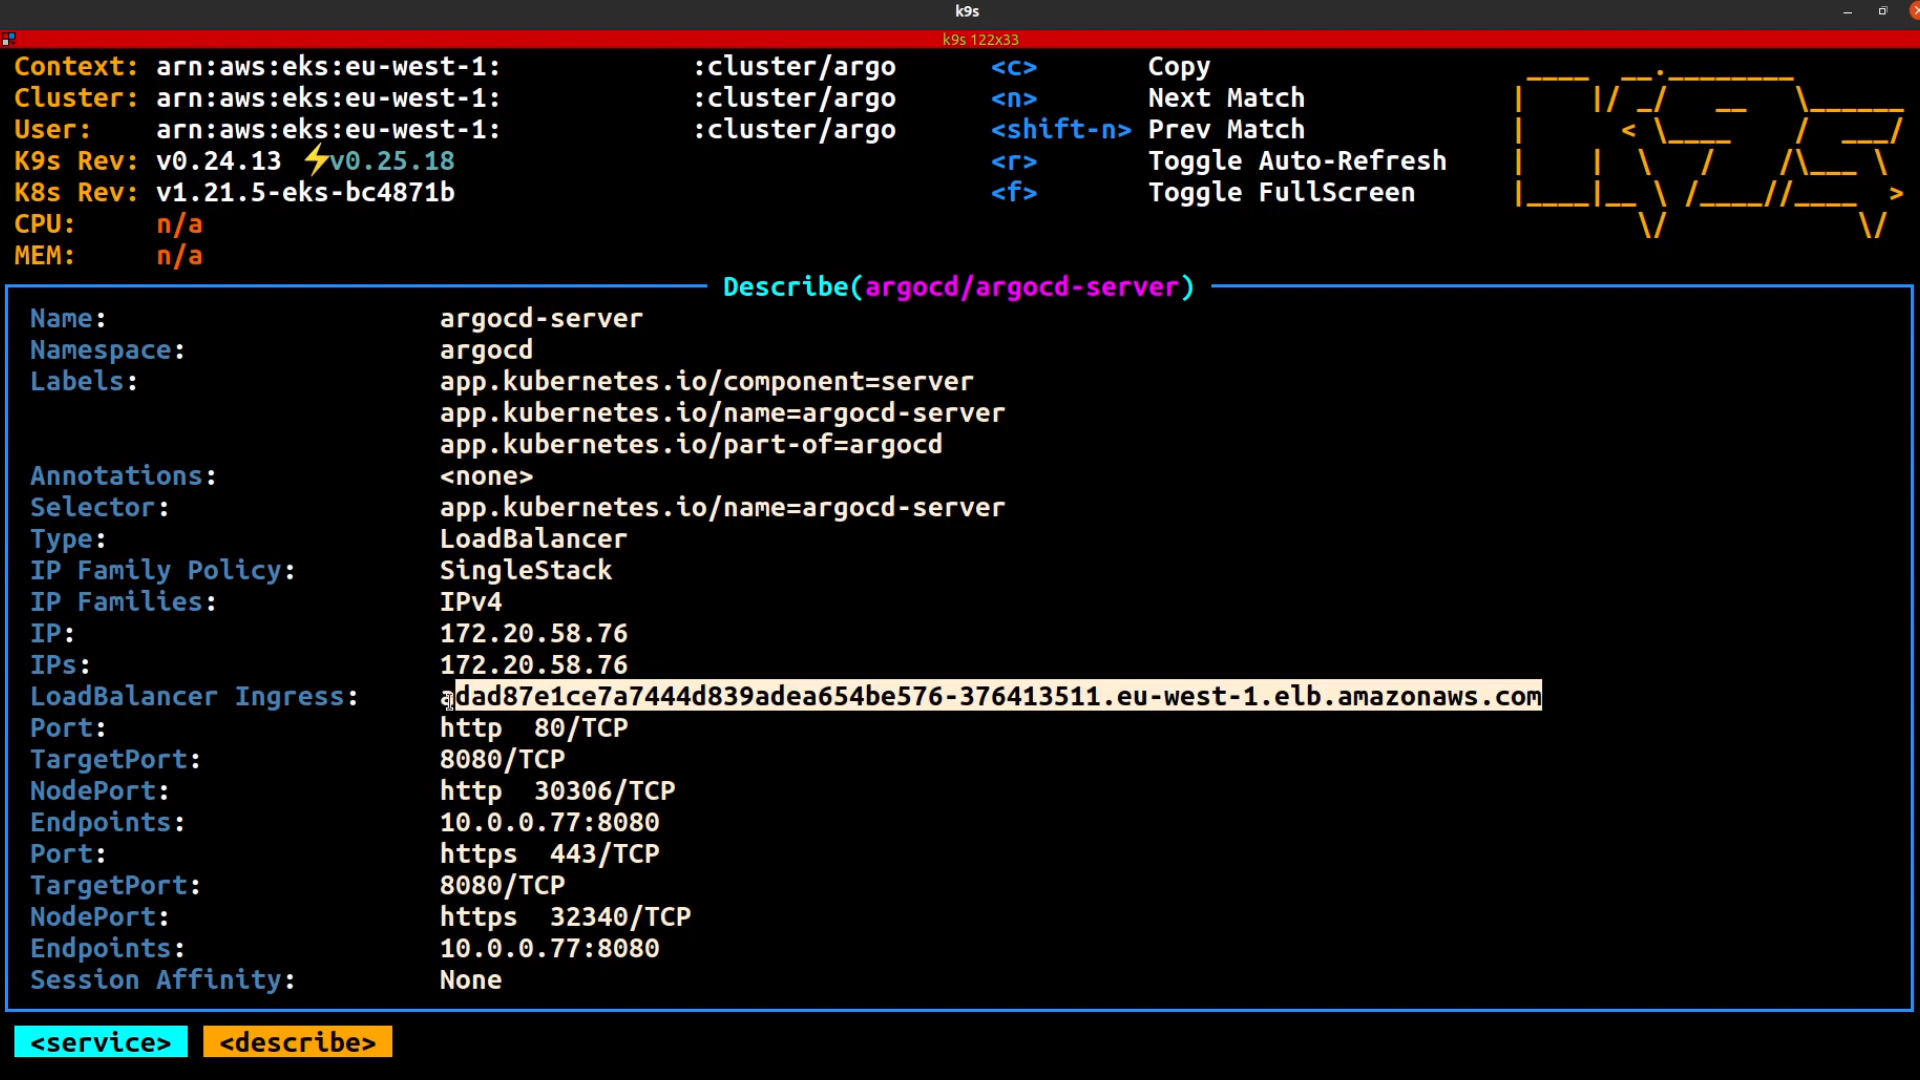 k9s
k9s 122x33
Context: arn:aws:eks:eu-west-1: :cluster/argo <c> Copy
Cluster: arn:aws:eks:eu-west-1: :cluster/argo <n> Next Match
User: arn:aws:eks:eu-west-1: :cluster/argo <shift-n> Prev Match
K9s Rev: v0.24.13 ⚡v0.25.18 <r> Toggle Auto-Refresh
K8s Rev: v1.21.5-eks-bc4871b <f> Toggle FullScreen
CPU: n/a
MEM: n/a
Describe(argocd/argocd-server)
Name: argocd-server
Namespace: argocd
Labels: app.kubernetes.io/component=server
app.kubernetes.io/name=argocd-server
app.kubernetes.io/part-of=argocd
Annotations: <none>
Selector: app.kubernetes.io/name=argocd-server
Type: LoadBalancer
IP Family Policy: SingleStack
IP Families: IPv4
IP: 172.20.58.76
IPs: 172.20.58.76
LoadBalancer Ingress: adad87e1ce7a7444d839adea654be576-376413511.eu-west-1.elb.amazonaws.com
Port: http 80/TCP
TargetPort: 8080/TCP
NodePort: http 30306/TCP
Endpoints: 10.0.0.77:8080
Port: https 443/TCP
TargetPort: 8080/TCP
NodePort: https 32340/TCP
Endpoints: 10.0.0.77:8080
Session Affinity: None
<service> <describe>